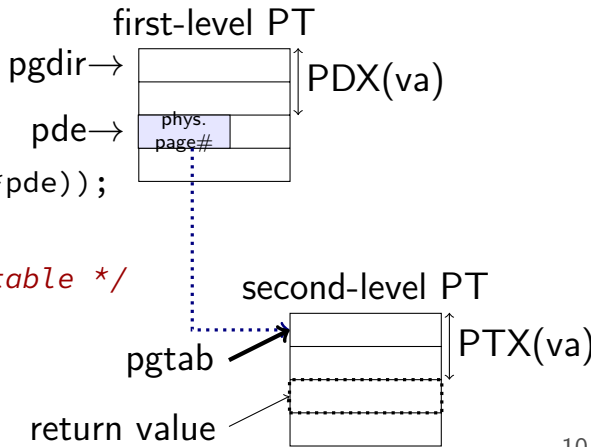 first-level PT
pgdir→
PDX(va)
pde→
phys.
page#
pde));
table */
second-level PT
PTX(va)
pgtab
return value
10